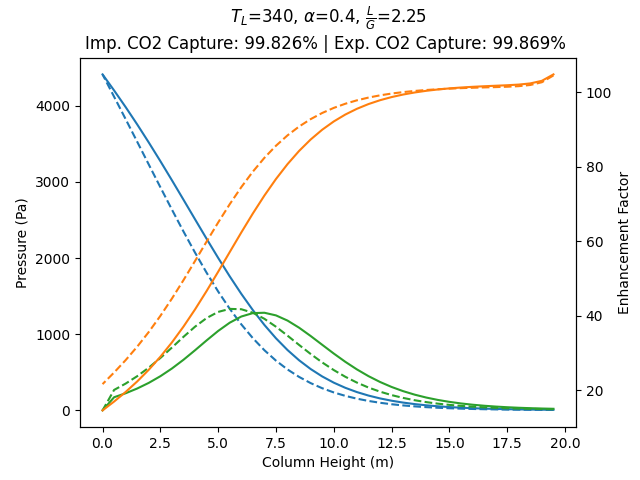 T_L=340, α=0.4, L/G=2.25
Imp. CO2 Capture: 99.826% | Exp. CO2 Capture: 99.869%
Pressure (Pa)
4000
3000
2000
1000
0
100
80
60
40
20
Enhancement Factor
0.0 2.5 5.0 7.5 10.0 12.5 15.0 17.5 20.0
Column Height (m)